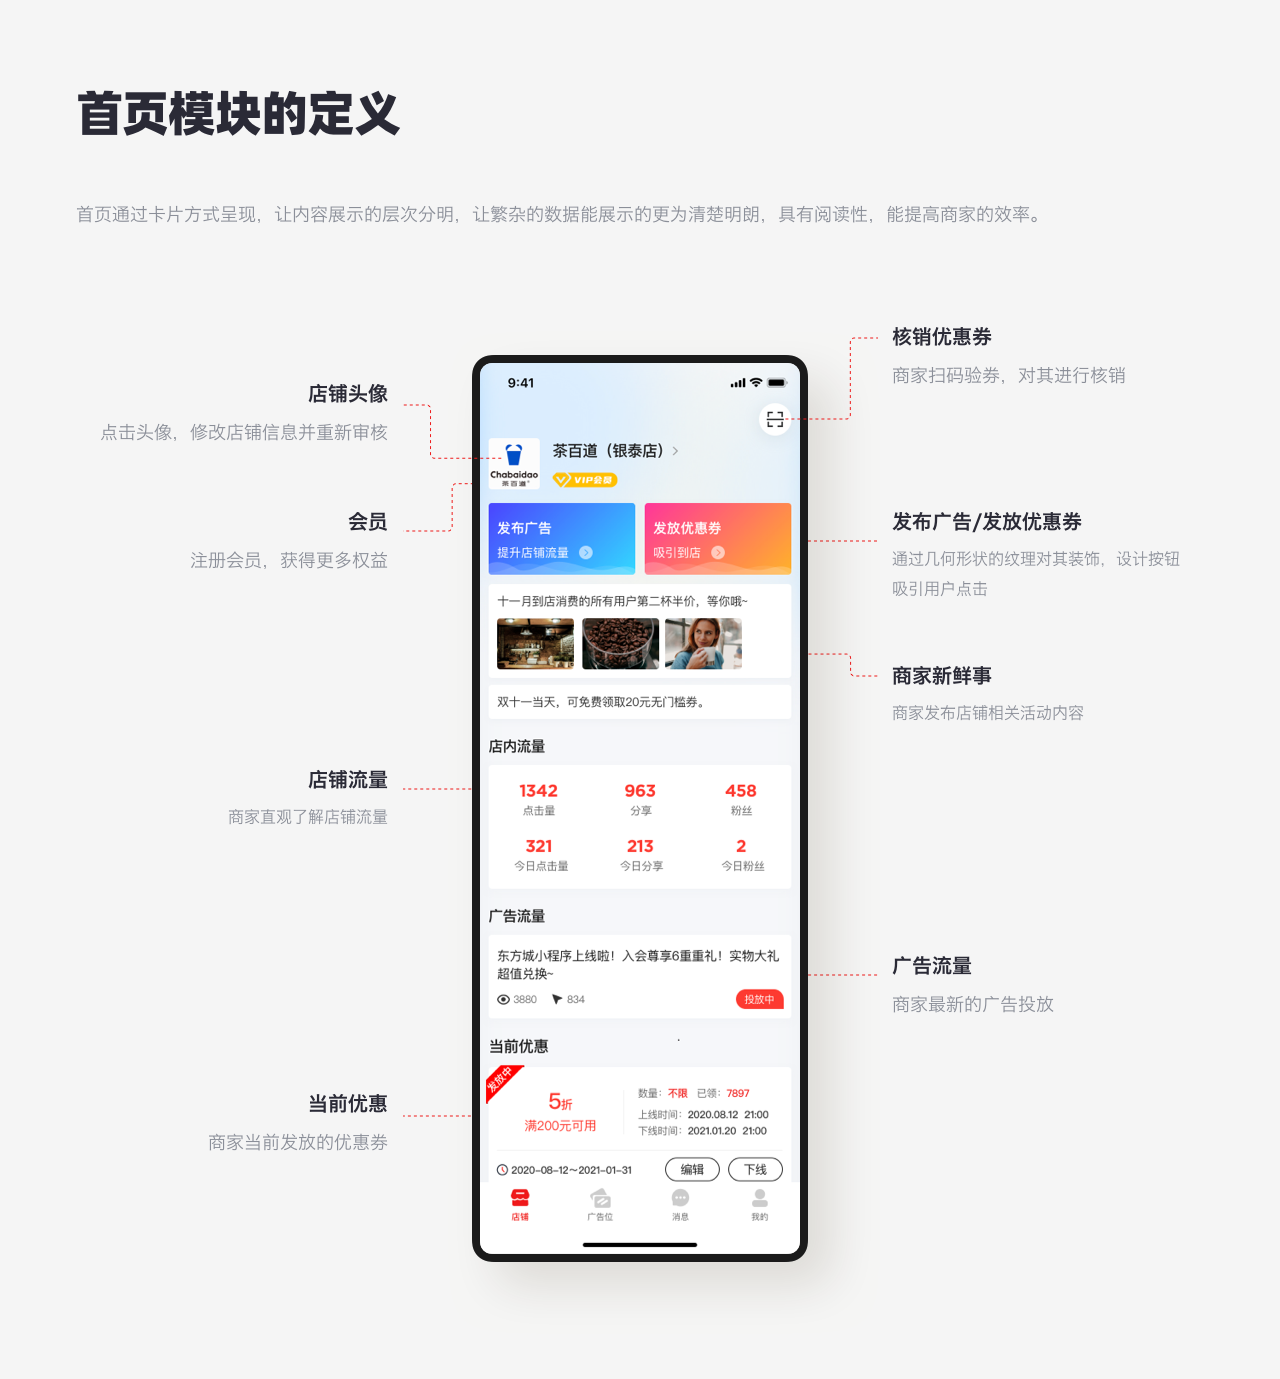 首页模块的定义
首页通过卡片方式呈现，让内容展示的层次分明，让繁杂的数据能展示的更为清楚明朗，具有阅读性，能提高商家的效率。
核销优惠券
商家扫码验券，对其进行核销
店铺头像
点击头像，修改店铺信息并重新审核
会员
注册会员，获得更多权益
发布广告/发放优惠券
通过几何形状的纹理对其装饰，设计按钮
吸引用户点击
商家新鲜事
商家发布店铺相关活动内容
店铺流量
商家直观了解店铺流量
广告流量
商家最新的广告投放
当前优惠
商家当前发放的优惠券
9:41
茶百道（银泰店）
Chabaidao
茶百道
VIP会员
发布广告
提升店铺流量
发放优惠券
吸引到店
十一月到店消费的所有用户第二杯半价，等你哦~
双十一当天，可免费领取20元无门槛券。
店内流量
1342 963 458
点击量 分享 粉丝
321 213 2
今日点击量 今日分享 今日粉丝
广告流量
东方城小程序上线啦！入会尊享6重重礼！实物大礼
超值兑换~
3880 834 投放中
当前优惠
发放中
5折
满200元可用
数量：不限 已领：7897
上线时间：2020.08.12 21:00
下线时间：2021.01.20 21:00
2020-08-12~2021-01-31 编辑 下线
店铺 广告位 消息 我的